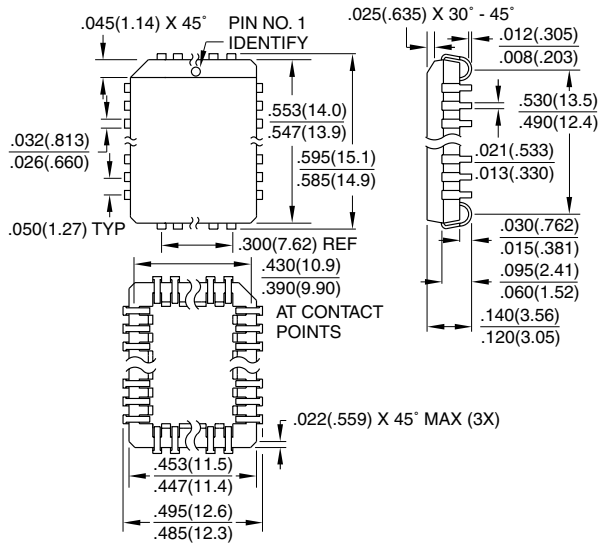 .045(1.14) X 45˚
PIN NO. 1
IDENTIFY
.025(.635) X 30˚ - 45˚
.012(.305)
.008(.203)
.553(14.0)
.547(13.9)
.530(13.5)
.490(12.4)
.032(.813)
.026(.660)
.595(15.1)
.585(14.9)
.021(.533)
.013(.330)
.050(1.27) TYP
.300(7.62) REF
.030(.762)
.015(.381)
.430(10.9)
.390(9.90)
AT CONTACT
POINTS
.095(2.41)
.060(1.52)
.140(3.56)
.120(3.05)
.022(.559) X 45˚ MAX (3X)
.453(11.5)
.447(11.4)
.495(12.6)
.485(12.3)